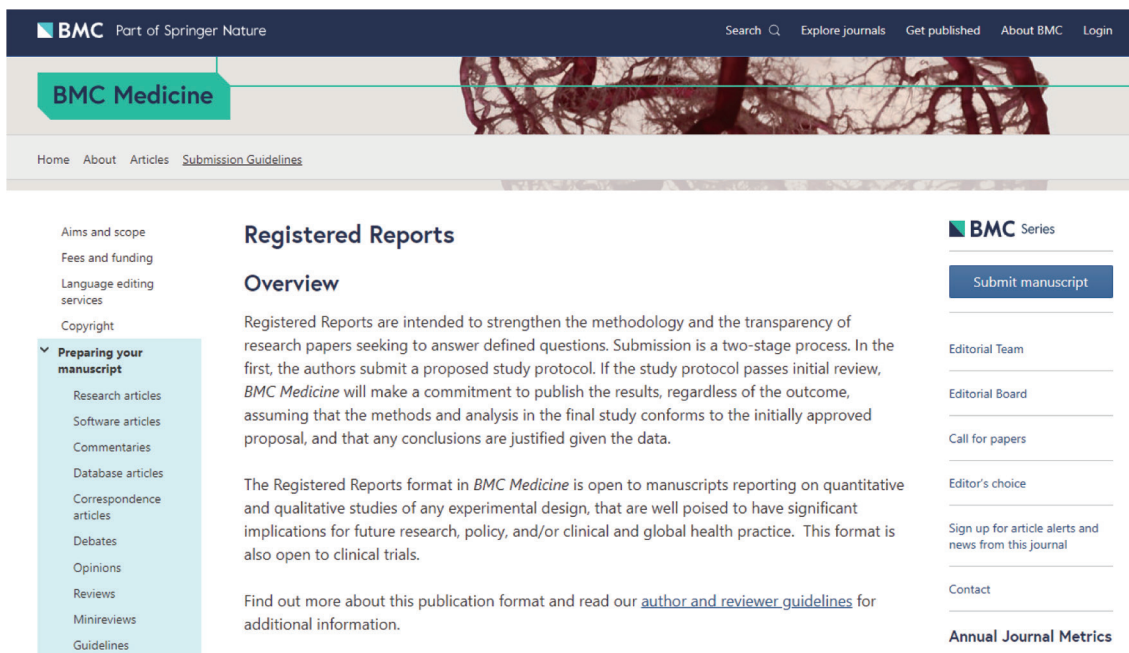 BMC Part of Springer Nature
Search Explore journals Get published About BMC Login
BMC Medicine
Home About Articles Submission Guidelines
Aims and scope
Fees and funding
Language editing
services
Copyright
Preparing your
manuscript
Research articles
Software articles
Commentaries
Database articles
Correspondence
articles
Debates
Opinions
Reviews
Minireviews
Guidelines
Registered Reports
Overview
Registered Reports are intended to strengthen the methodology and the transparency of
research papers seeking to answer defined questions. Submission is a two-stage process. In the
first, the authors submit a proposed study protocol. If the study protocol passes initial review,
BMC Medicine will make a commitment to publish the results, regardless of the outcome,
assuming that the methods and analysis in the final study conforms to the initially approved
proposal, and that any conclusions are justified given the data.
The Registered Reports format in BMC Medicine is open to manuscripts reporting on quantitative
and qualitative studies of any experimental design, that are well poised to have significant
implications for future research, policy, and/or clinical and global health practice. This format is
also open to clinical trials.
Find out more about this publication format and read our author and reviewer guidelines for
additional information.
BMC Series
Submit manuscript
Editorial Team
Editorial Board
Call for papers
Editor's choice
Sign up for article alerts and
news from this journal
Contact
Annual Journal Metrics